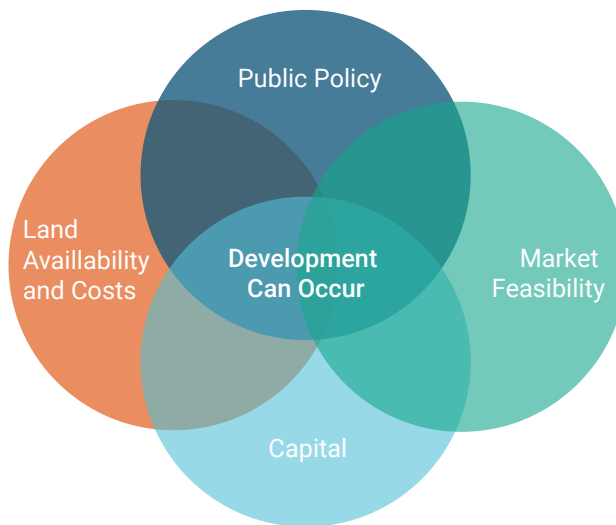 Public Policy
Land
Availlability
and Costs
Development
Can Occur
Market
Feasibility
Capital